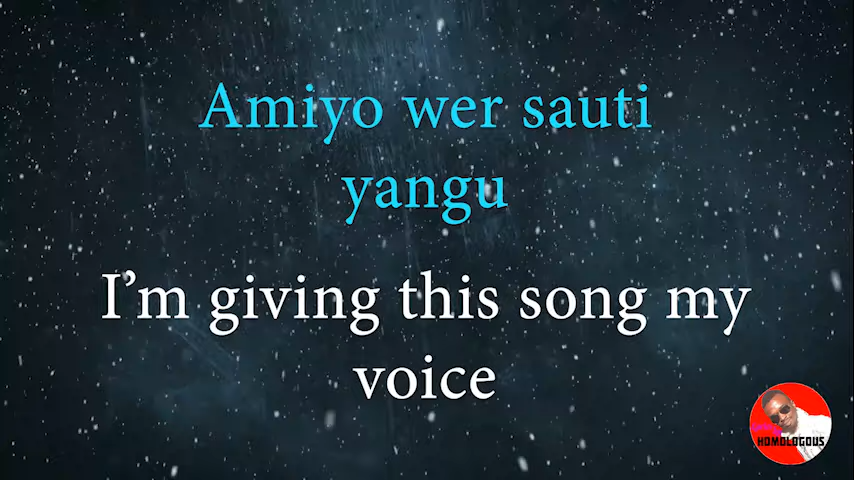 Amiyo wer sauti
yangu
I'm giving this song my
voice
HOMOLOGOUS